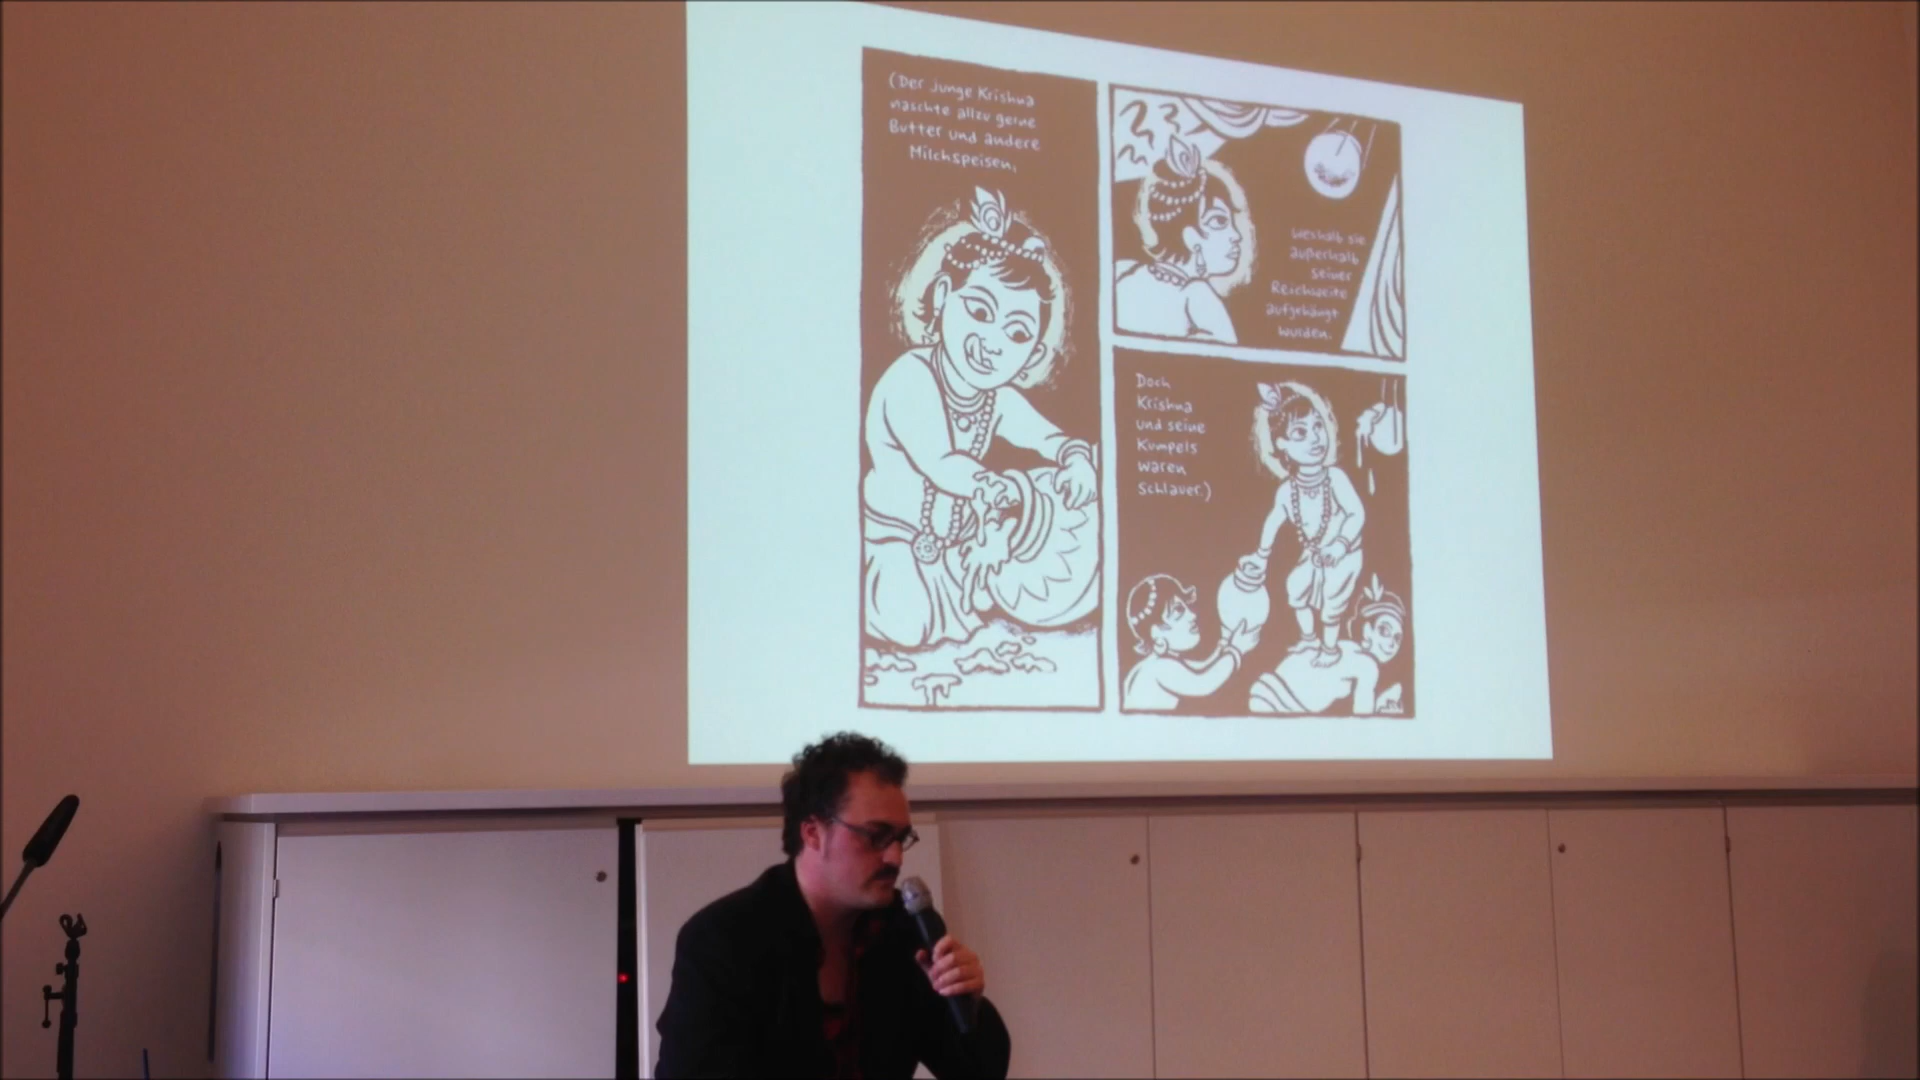 (Der junge Krishna
naschte allzu gerne
Butter und andere
Milchspeisen,
weshalb sie
außerhalb
seiner
Reichweite
aufgehängt
wurden.
Doch
Krishna
und seine
Kumpels
waren
schlauer.)